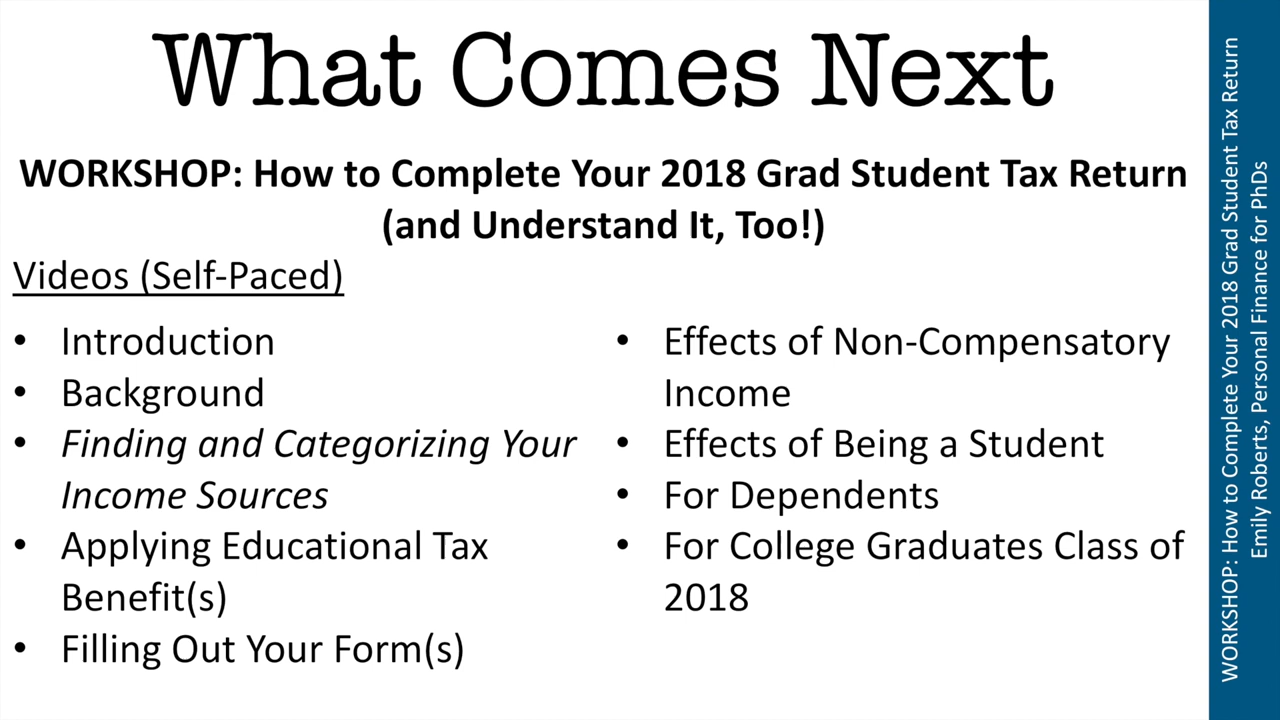 What Comes Next
WORKSHOP: How to Complete Your 2018 Grad Student Tax Return
(and Understand It, Too!)
Videos (Self-Paced)
• Introduction
• Background
• Finding and Categorizing Your
Income Sources
• Applying Educational Tax
Benefit(s)
• Filling Out Your Form(s)
• Effects of Non-Compensatory
Income
• Effects of Being a Student
• For Dependents
• For College Graduates Class of
2018
WORKSHOP: How to Complete Your 2018 Grad Student Tax Return
Emily Roberts, Personal Finance for PhDs